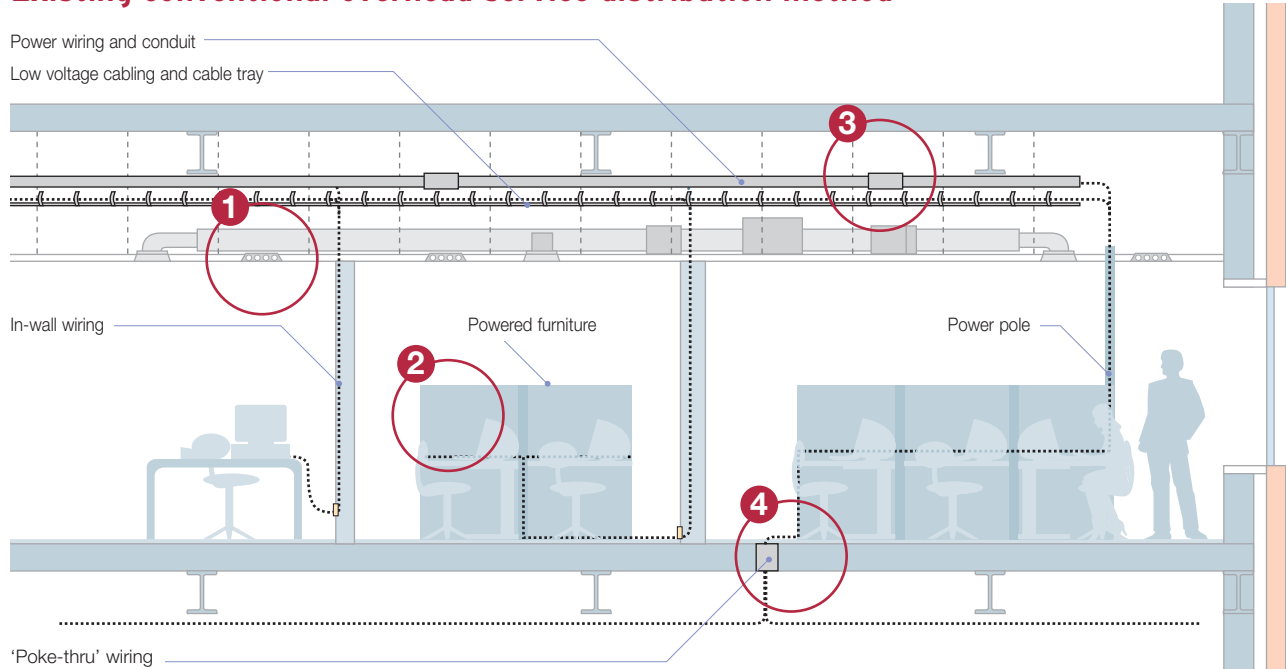 Existing conventional overhead service distribution method
Power wiring and conduit
Low voltage cabling and cable tray
3
1
In-wall wiring
Powered furniture
Power pole
2
4
‘Poke-thru’ wiring